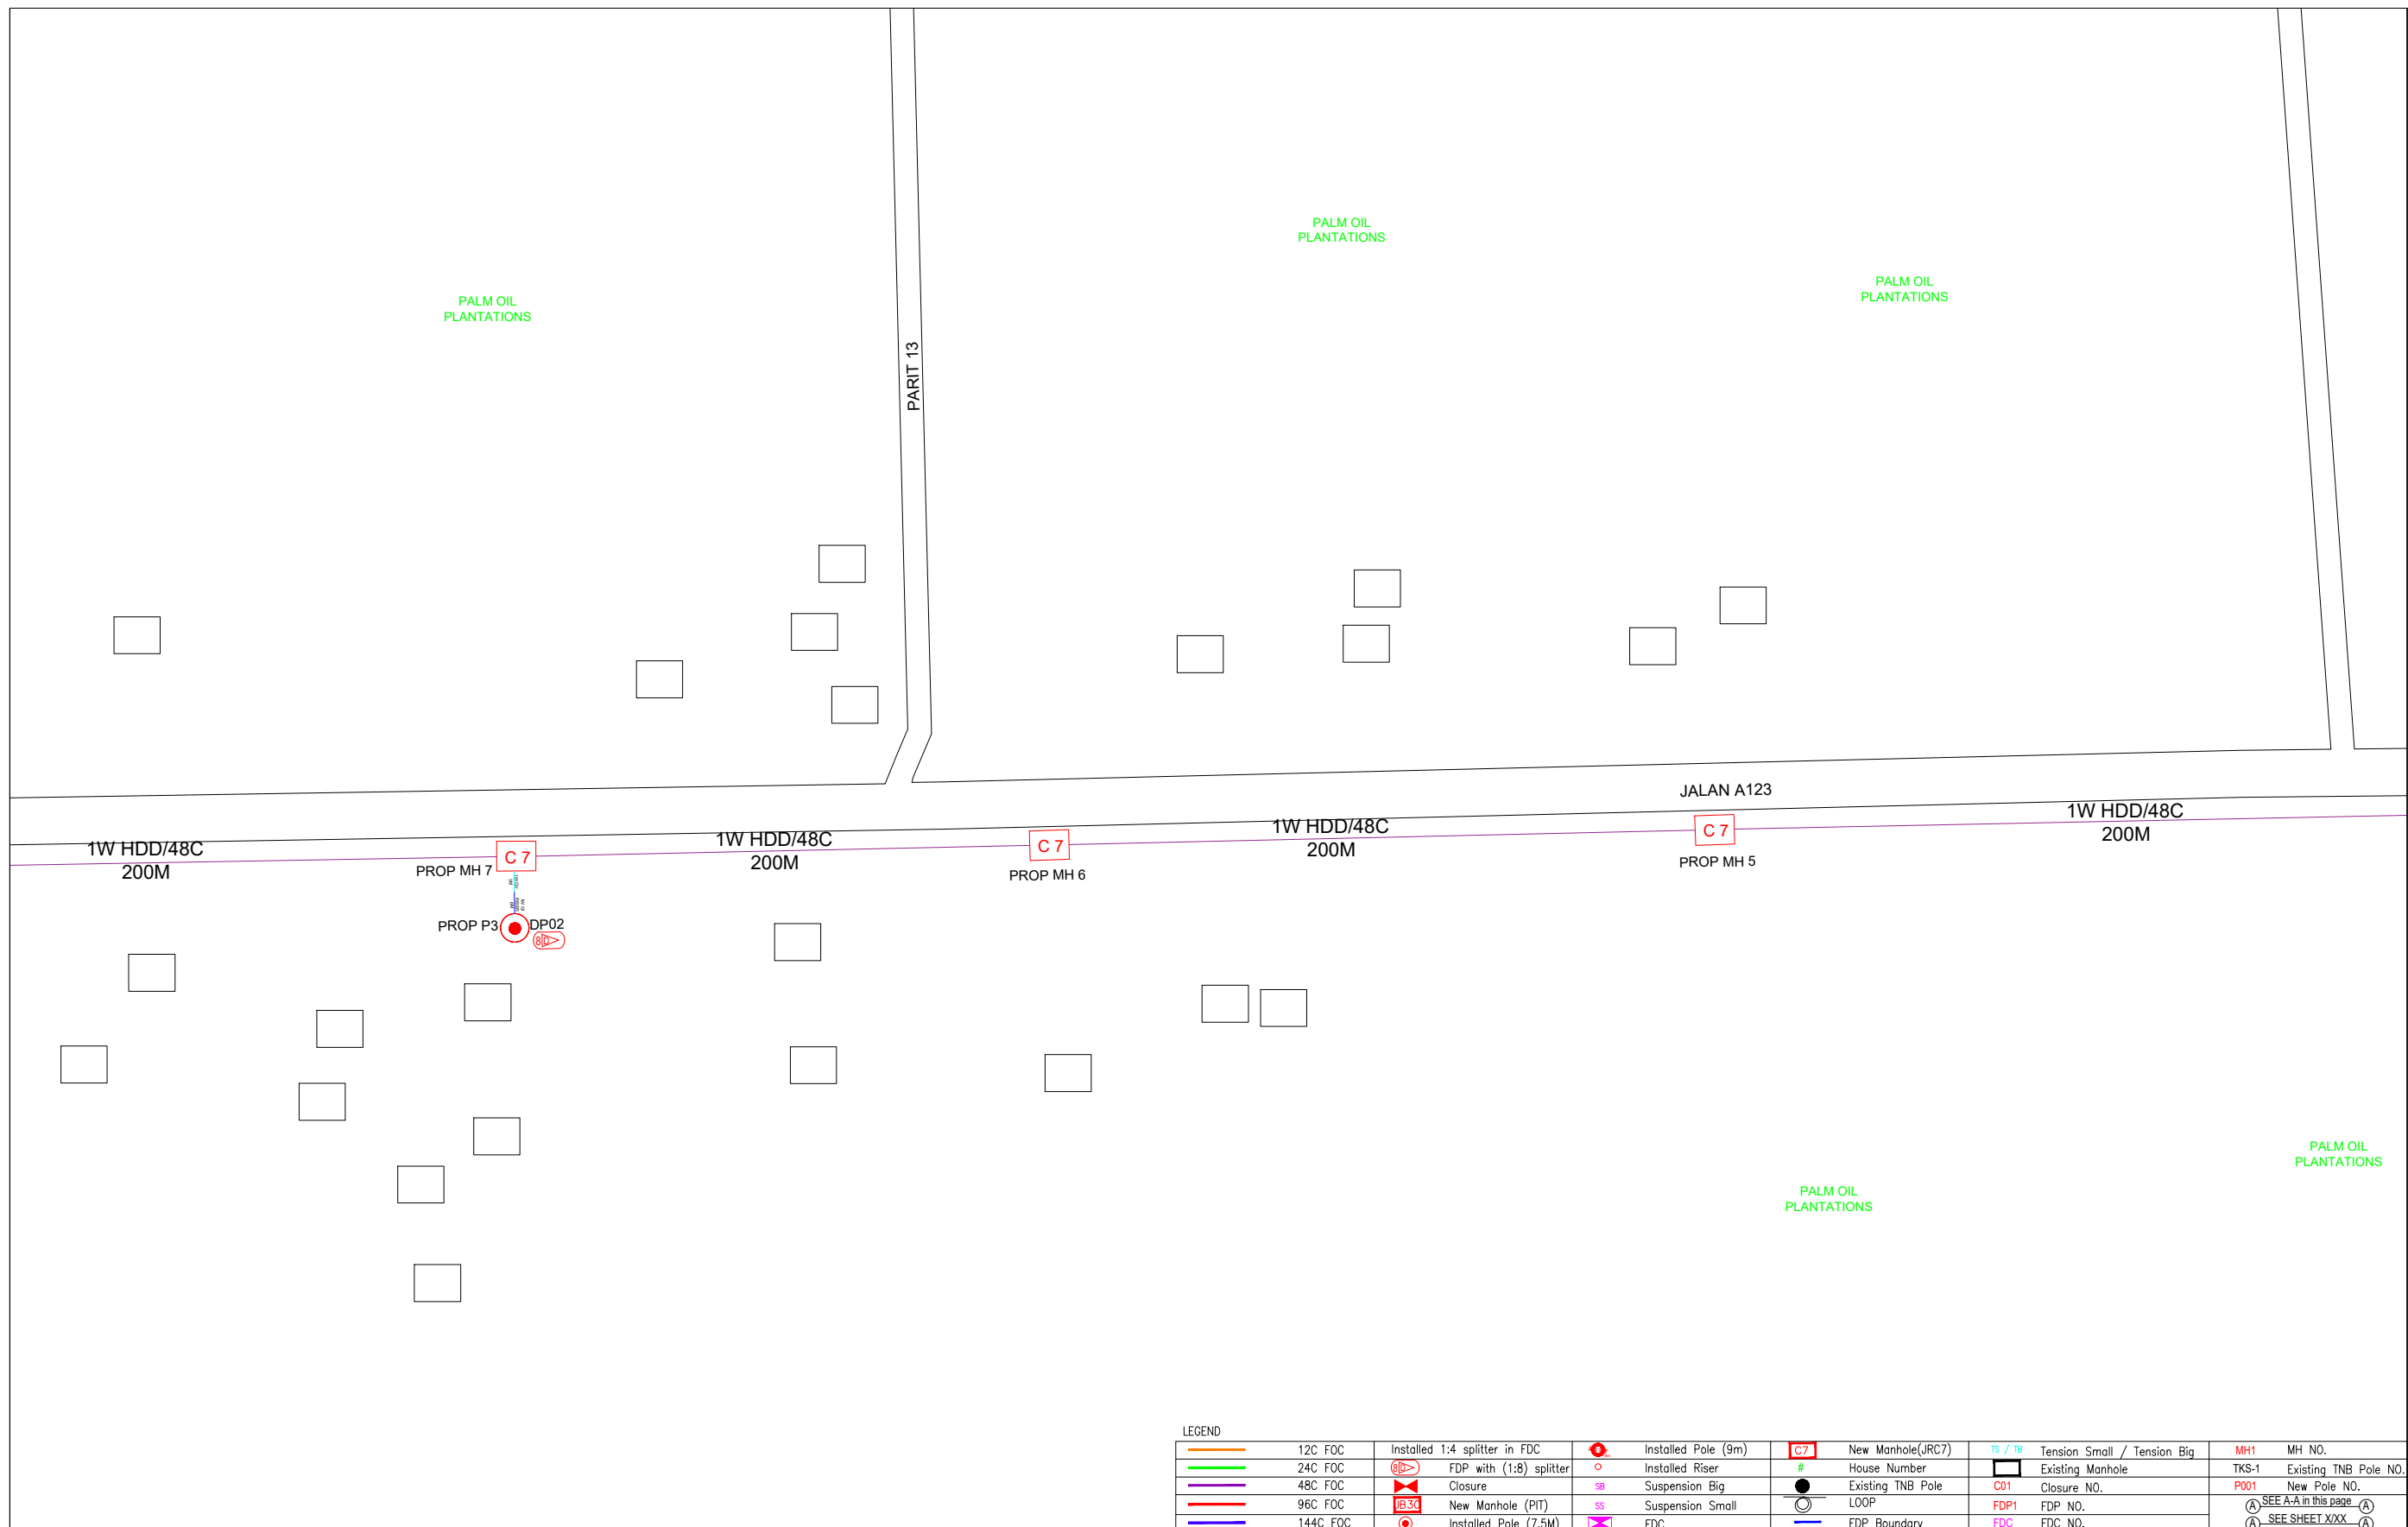 PALM OIL
PLANTATIONS
PALM OIL
PLANTATIONS
PALM OIL
PLANTATIONS
PARIT 13
JALAN A123
1W HDD/48C
200M
1W HDD/48C
200M
1W HDD/48C
200M
1W HDD/48C
200M
C 7
PROP MH 7
C 7
PROP MH 6
C 7
PROP MH 5
PROP P3
DP02
8
PALM OIL
PLANTATIONS
PALM OIL
PLANTATIONS
LEGEND
12C FOC
Installed 1:4 splitter in FDC
Installed Pole (9m)
C7 New Manhole(JRC7)
TS / TB Tension Small / Tension Big
MH1 MH NO.
24C FOC
8 FDP with (1:8) splitter
Installed Riser
# House Number
Existing Manhole
TKS-1 Existing TNB Pole NO.
48C FOC
Closure
SB Suspension Big
Existing TNB Pole
C01 Closure NO.
P001 New Pole NO.
96C FOC
JB30 New Manhole (PIT)
SS Suspension Small
LOOP
FDP1 FDP NO.
A SEE A-A in this page A
144C FOC
Installed Pole (7.5M)
FDC
FDP Boundary
FDC FDC NO.
A SEE SHEET X/XX A